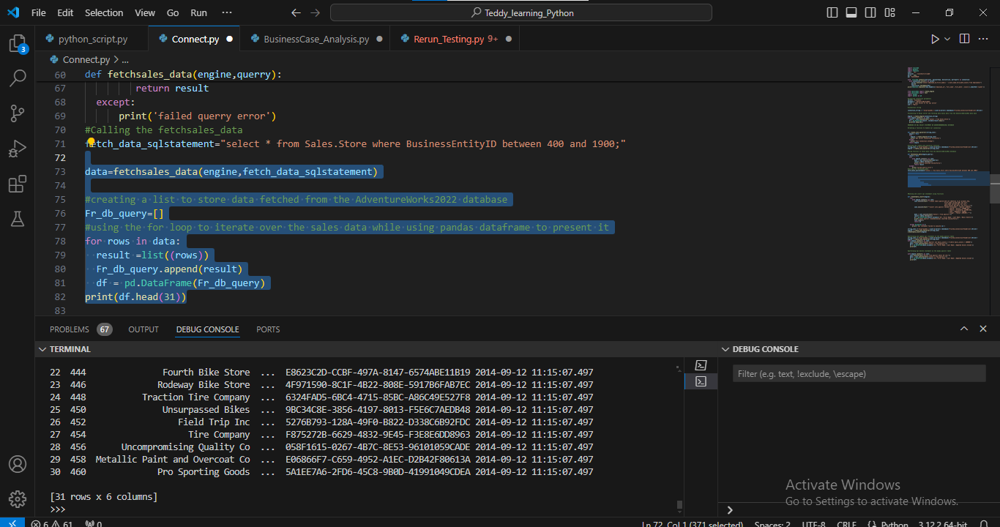 File Edit Selection View Go Run ··· Teddy_learning_Python
python_script.py Connect.py BusinessCase_Analysis.py Rerun_Testing.py 9+
Connect.py > ...
60 def fetchsales_data(engine,querry):
67 return result
68 except:
69 print('failed querry error')
70 #Calling the fetchsales_data
71 fetch_data_sqlstatement="select * from Sales.Store where BusinessEntityID between 400 and 1900;"
72
73 data=fetchsales_data(engine,fetch_data_sqlstatement)
74
75 #creating a list to store data fetched from the AdventureWorks2022 database
76 Fr_db_query=[]
77 #using the for loop to iterate over the sales data while using pandas dataframe to present it
78 for rows in data:
79 result =list((rows))
80 Fr_db_query.append(result)
81 df = pd.DataFrame(Fr_db_query)
82 print(df.head(31))
83
3
PROBLEMS 67 OUTPUT DEBUG CONSOLE PORTS
TERMINAL
22 444 Fourth Bike Store ... E8623C2D-CCBF-497A-8147-6574ABE11B19 2014-09-12 11:15:07.497
23 446 Rodeway Bike Store ... 4F971590-8C1F-4B22-808E-5917B6FAB7EC 2014-09-12 11:15:07.497
24 448 Traction Tire Company ... 6324FAD5-6BC4-4715-85BC-A86C49E527F8 2014-09-12 11:15:07.497
25 450 Unsurpassed Bikes ... 9BC34C8E-3856-4197-8013-F5E6C7AEDB48 2014-09-12 11:15:07.497
26 452 Field Trip Inc ... 5276B793-128A-49F0-B822-D338C6B92FDC 2014-09-12 11:15:07.497
27 454 Tire Company ... F875272B-6629-4832-9E45-F3E8E6DD8963 2014-09-12 11:15:07.497
28 456 Uncompromising Quality Co ... 058F1615-0267-4B7C-8E53-96101059CADE 2014-09-12 11:15:07.497
29 458 Metallic Paint and Overcoat Co ... E06866F7-C659-4952-A1EC-D2B42F80613A 2014-09-12 11:15:07.497
30 460 Pro Sporting Goods ... 5A1EE7A6-2FD6-45C8-9B0D-41991049CDEA 2014-09-12 11:15:07.497
[31 rows x 6 columns]
>>>
DEBUG CONSOLE
Filter (e.g. text, !exclude, \escape)
Activate Windows
Go to Settings to activate Windows.
6 61 0 Ln 72, Col 1 (371 selected) Spaces: 2 UTF-8 CRLF {} Python 3.12.2 64-bit